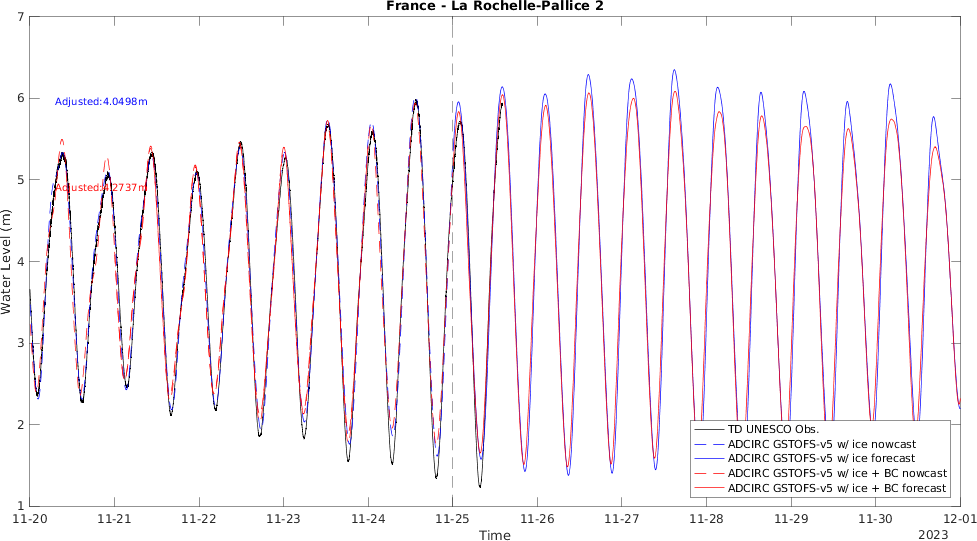 France - La Rochelle-Pallice 2
7
6
5
4
3
2
1
Water Level (m)
Adjusted:4.0498m
Adjusted:4.2737m
TD UNESCO Obs.
ADCIRC GSTOFS-v5 w/ ice nowcast
ADCIRC GSTOFS-v5 w/ ice forecast
ADCIRC GSTOFS-v5 w/ ice + BC nowcast
ADCIRC GSTOFS-v5 w/ ice + BC forecast
11-20 11-21 11-22 11-23 11-24 11-25 11-26 11-27 11-28 11-29 11-30 12-01
Time
2023